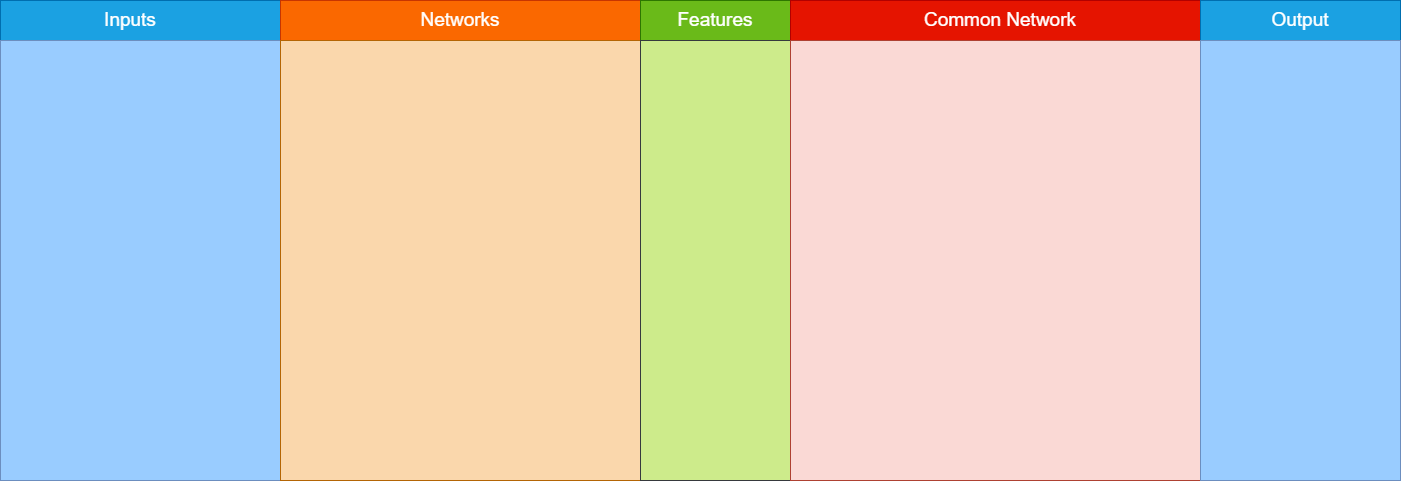 Inputs
Networks
Features
Common Network
Output